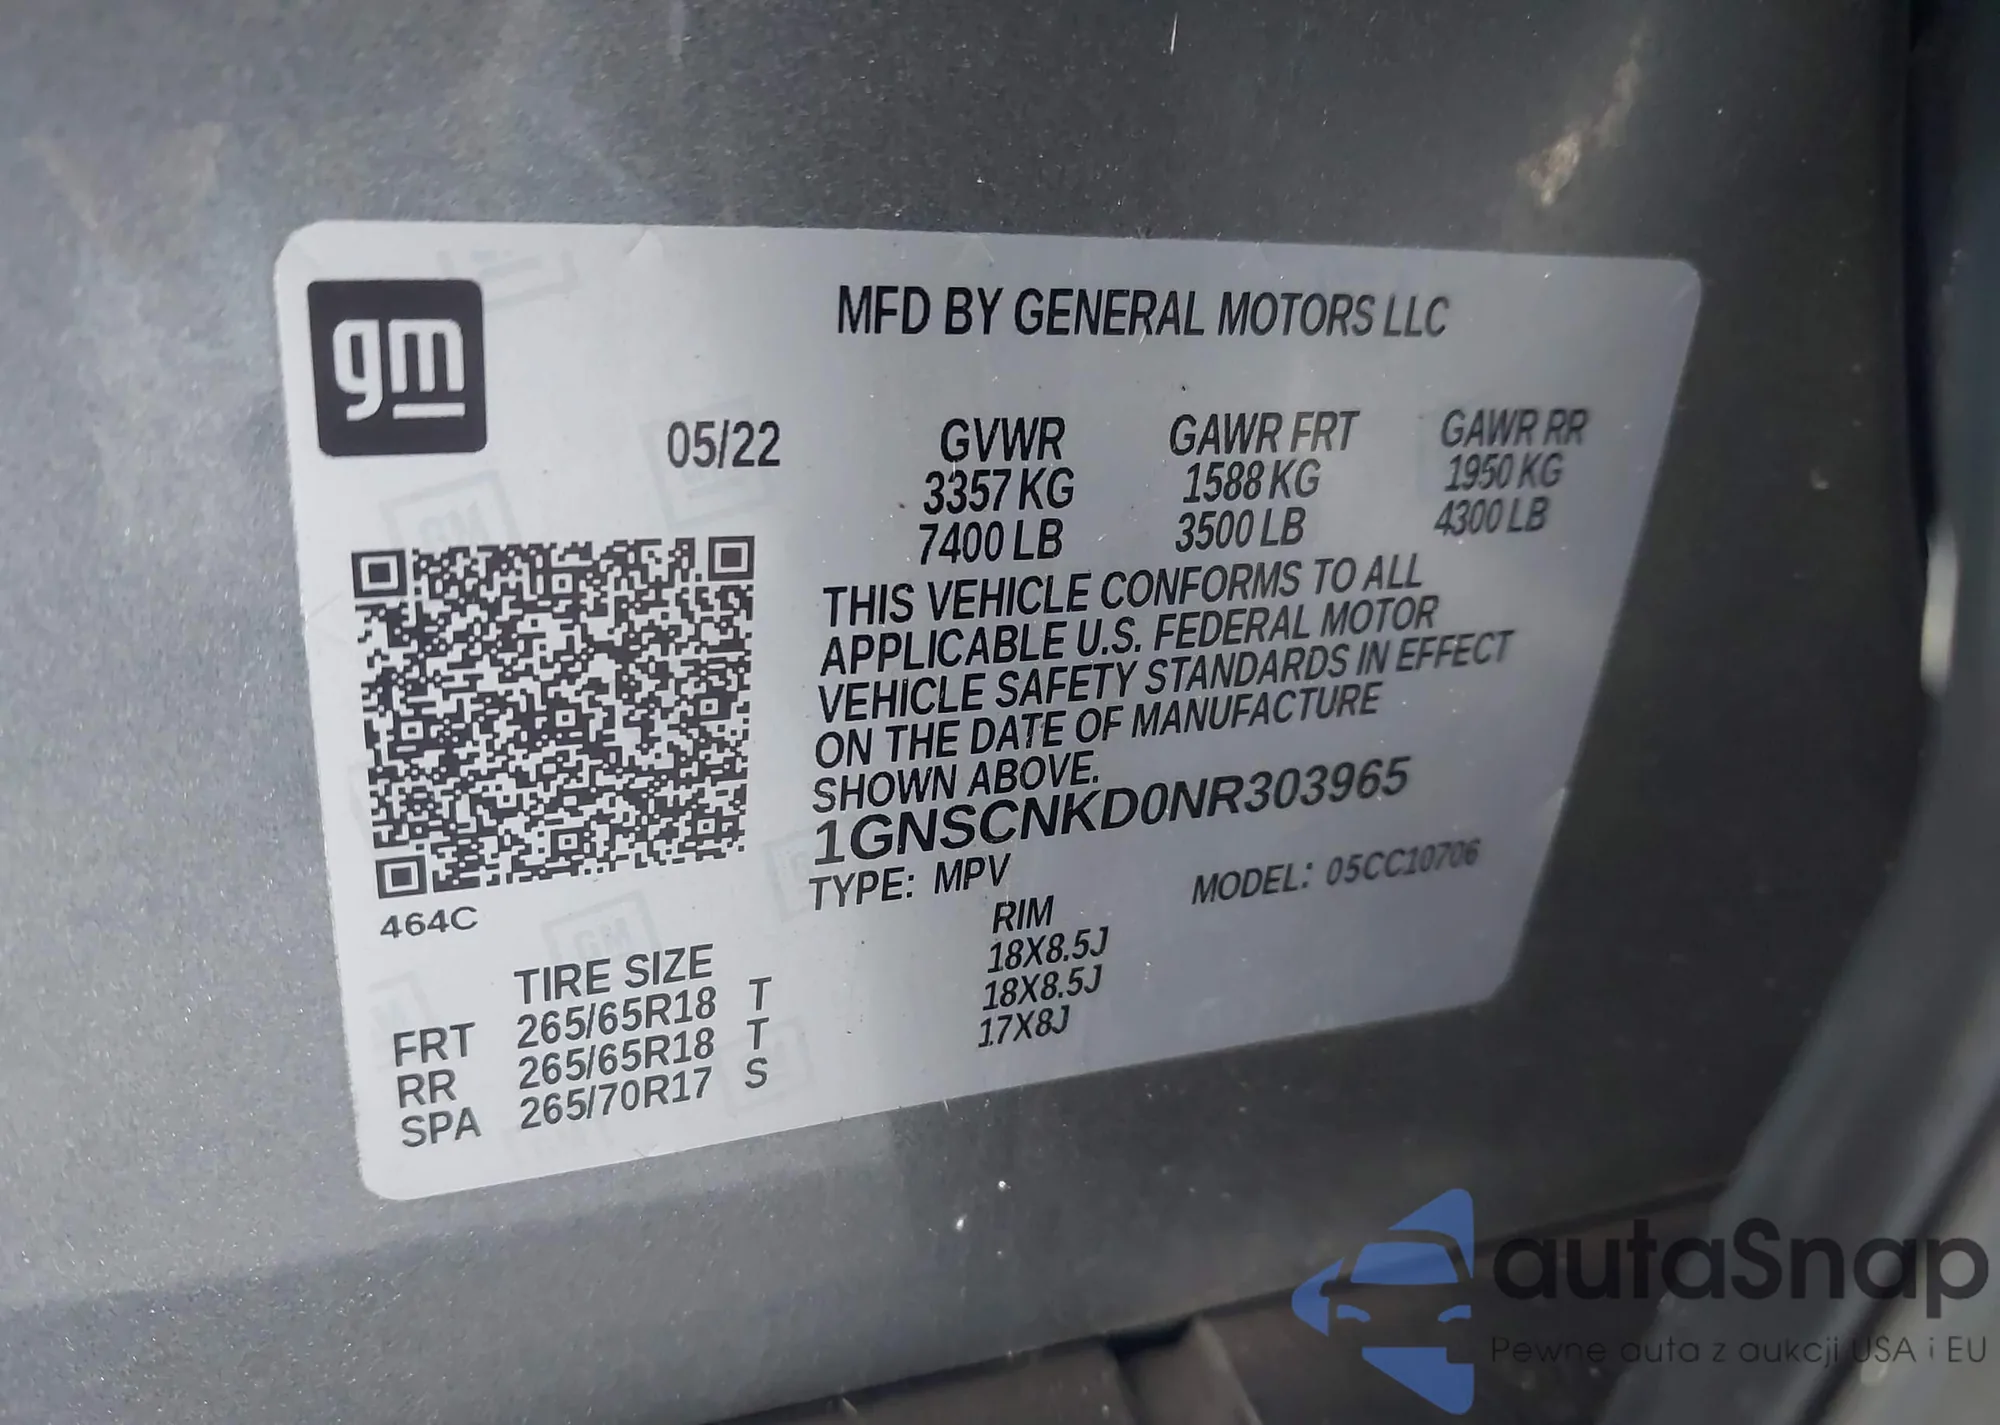 gm
MFD BY GENERAL MOTORS LLC
05/22 GVWR GAWR FRT GAWR RR
3357 KG 1588 KG 1950 KG
7400 LB 3500 LB 4300 LB
THIS VEHICLE CONFORMS TO ALL
APPLICABLE U.S. FEDERAL MOTOR
VEHICLE SAFETY STANDARDS IN EFFECT
ON THE DATE OF MANUFACTURE
SHOWN ABOVE.
1GNSCNKD0NR303965
TYPE: MPV MODEL: 05CC10706
464C
TIRE SIZE RIM
FRT 265/65R18 T 18X8.5J
RR 265/65R18 T 18X8.5J
SPA 265/70R17 S 17X8J
autaSnap
Pewne auta z aukcji USA i EU